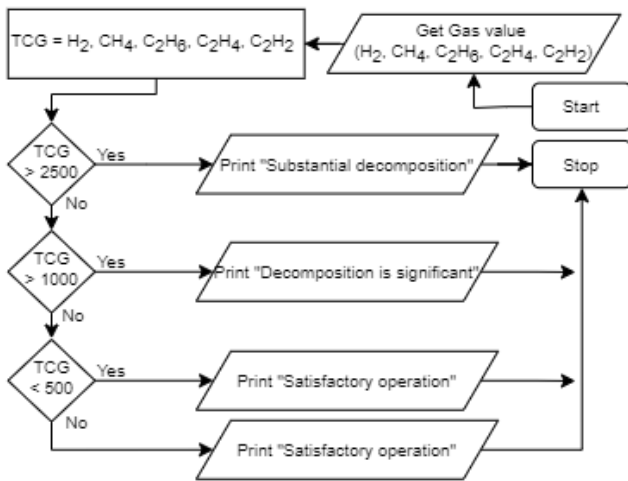 TCG = H₂, CH₄, C₂H₆, C₂H₄, C₂H₂
Get Gas value
(H₂, CH₄, C₂H₆, C₂H₄, C₂H₂)
Start
TCG
> 2500
Yes
Print "Substantial decomposition"
Stop
No
TCG
> 1000
Yes
Print "Decomposition is significant"
No
TCG
< 500
Yes
Print "Satisfactory operation"
No
Print "Satisfactory operation"